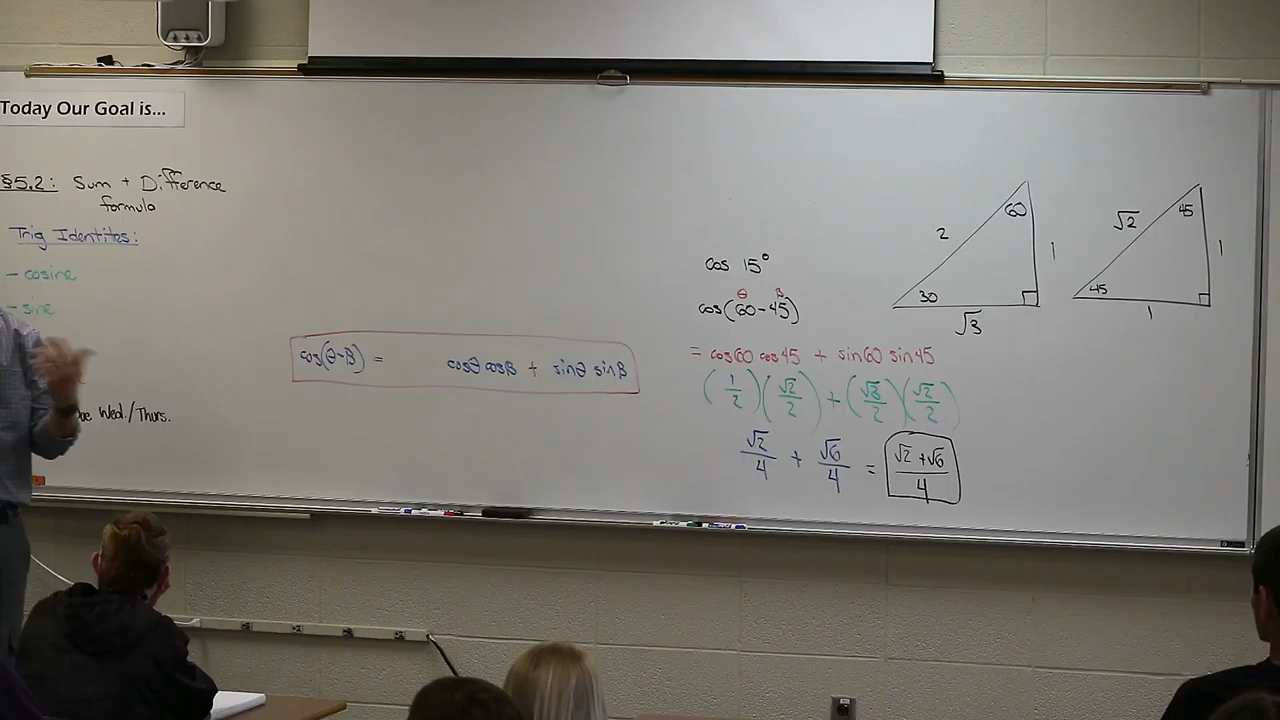 Today Our Goal is...
§5.2: Sum + Difference
formula
Trig Identites:
- cosine
- sine
Wed./Thurs.
cos(θ-β) = cosθ cosβ + sinθ sinβ
cos 15°
θ β
cos(60-45)
= cos60 cos45 + sin60 sin45
(1/2)(√2/2) + (√3/2)(√2/2)
√2/4 + √6/4 = √2+√6/4
60
2
1
30
√3
45
√2
1
45
1